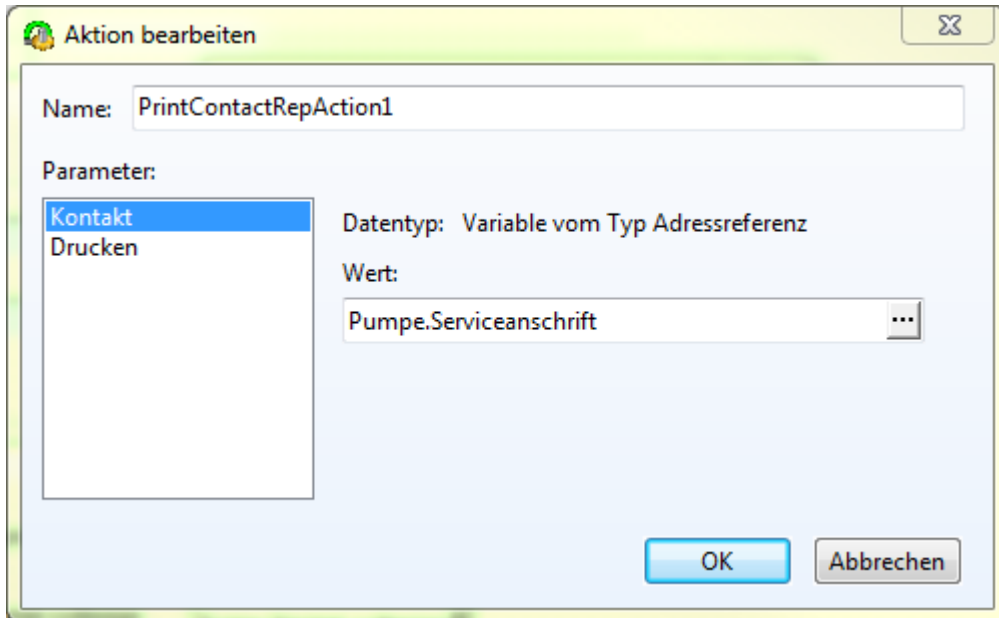 Aktion bearbeiten
Name: PrintContactRepAction1
Parameter:
Kontakt
Drucken
Datentyp: Variable vom Typ Adressreferenz
Wert:
Pumpe.Serviceanschrift ...
OK Abbrechen